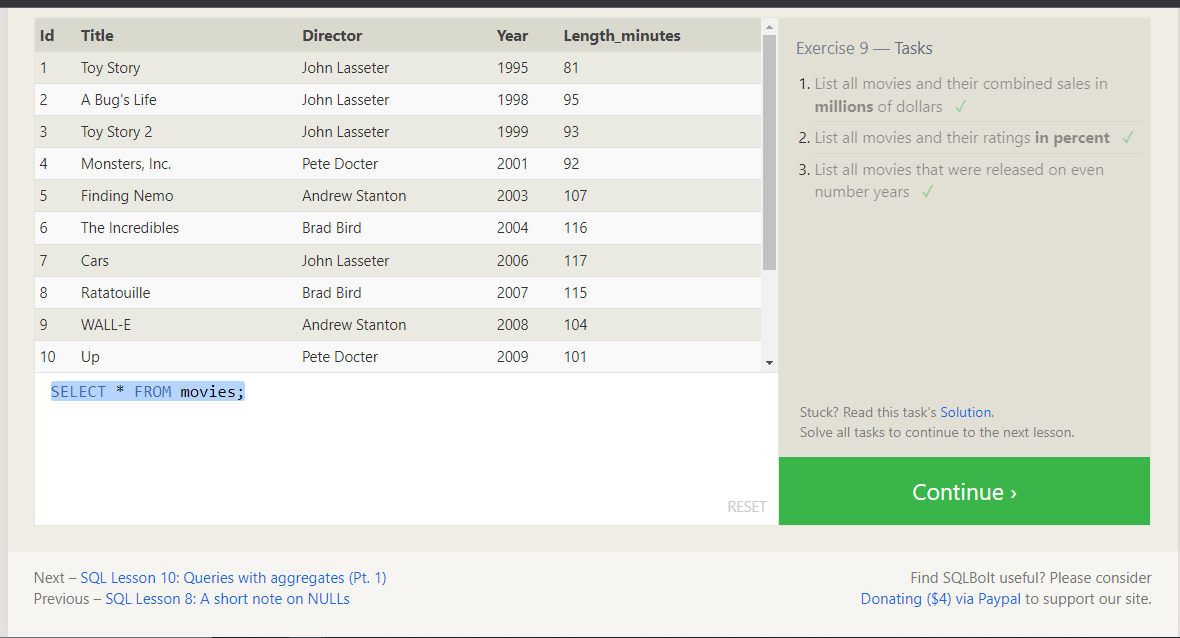 Id Title Director Year Length_minutes
1 Toy Story John Lasseter 1995 81
2 A Bug's Life John Lasseter 1998 95
3 Toy Story 2 John Lasseter 1999 93
4 Monsters, Inc. Pete Docter 2001 92
5 Finding Nemo Andrew Stanton 2003 107
6 The Incredibles Brad Bird 2004 116
7 Cars John Lasseter 2006 117
8 Ratatouille Brad Bird 2007 115
9 WALL-E Andrew Stanton 2008 104
10 Up Pete Docter 2009 101
SELECT * FROM movies;
RESET
Exercise 9 — Tasks
1. List all movies and their combined sales in
millions of dollars ✓
2. List all movies and their ratings in percent ✓
3. List all movies that were released on even
number years ✓
Stuck? Read this task's Solution.
Solve all tasks to continue to the next lesson.
Continue ›
Next – SQL Lesson 10: Queries with aggregates (Pt. 1)
Previous – SQL Lesson 8: A short note on NULLs
Find SQLBolt useful? Please consider
Donating ($4) via Paypal to support our site.